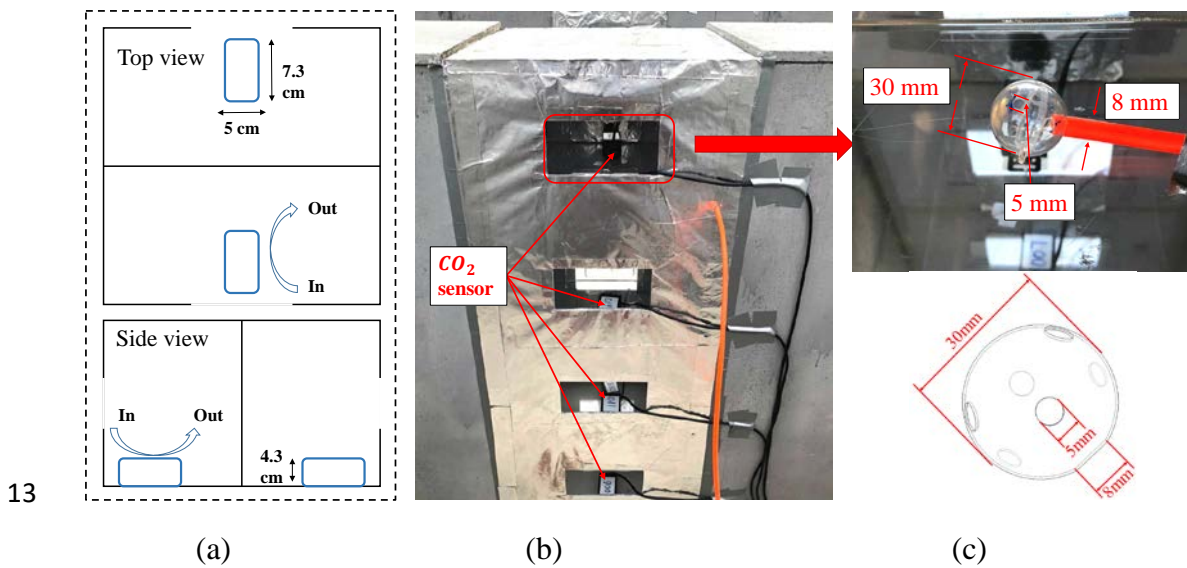 Top view
7.3
cm
5 cm
Out
In
Side view
In
Out
4.3
cm
CO₂
sensor
30 mm
8 mm
5 mm
30mm
5mm
8mm
13
(a)
(b)
(c)